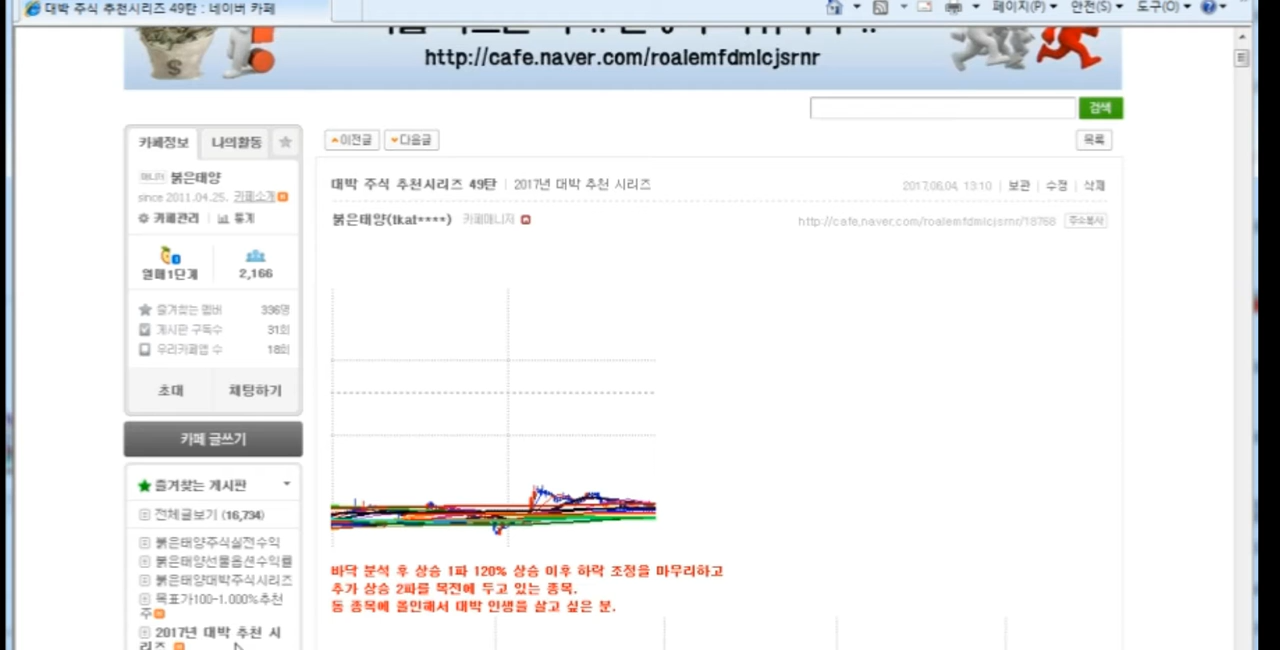 대박 주식 추천시리즈 49탄 : 네이버 카페
페이지(P) 안전(S) 도구(O)
http://cafe.naver.com/roalemfdmlcjsrnr
검색
카페정보 나의활동
이전글 다음글 목록
매니저 붉은태양
since 2011.04.25. 카페소개
카페관리 통계
열매1단계 2,166
즐겨찾는 멤버 336명
게시판 구독수 31회
우리카페앱 수 18회
초대 채팅하기
카페 글쓰기
즐겨찾는 게시판
전체글보기 (16,734)
붉은태양주식실전수익
붉은태양선물옵션수익률
붉은태양대박주식시리즈
목표가100-1.000%추천
주
2017년 대박 추천 시
리즈
대박 주식 추천시리즈 49탄 2017년 대박 추천 시리즈
2017.06.04. 13:10 보관 수정 삭제
붉은태양(tkat****) 카페매니저
http://cafe.naver.com/roalemfdmlcjsrnr/18768 주소복사
바닥 분석 후 상승 1파 120% 상승 이후 하락 조정을 마무리하고
추가 상승 2파를 목전에 두고 있는 종목.
동 종목에 올인해서 대박 인생을 살고 싶은 분.